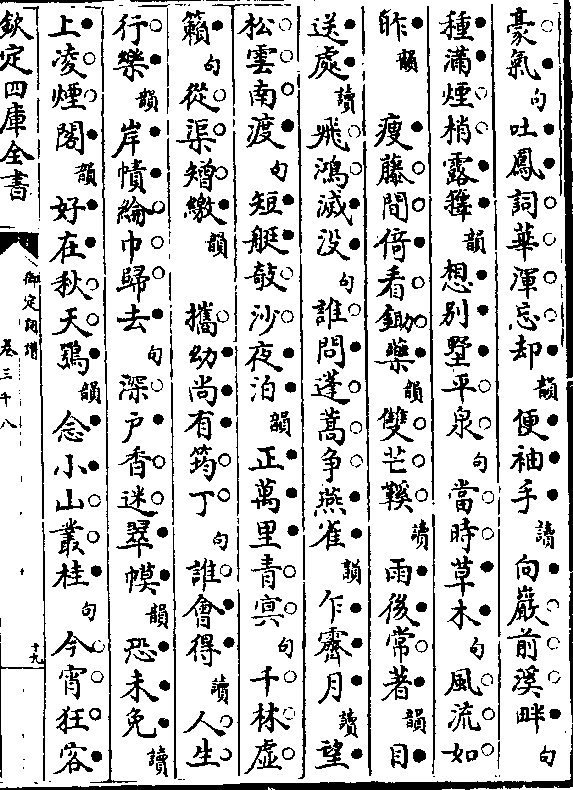 豪氣句吐鳳詞華渾忘却韻便袖手讀向巖前溪畔句
種滿煙梢露籜韻想別墅平泉句當時草木句風流如
昨韻　瘦藤閒倚看鋤藥韻雙芒鞵讀雨後常著韻目
送處讀飛鴻滅没句誰問蓬蒿争燕雀韻乍霽月讀望
松雲南渡句短艇敧沙夜泊韻正萬里青冥句千林虛
籟句從渠矰繳韻　攜幼尚有筠丁句誰會得讀人生
行樂韻岸幘綸巾歸去句深户香迷翠幙韻恐未免讀
上凌煙閣韻好在秋天鶚韻念小山叢桂句今宵狂客
欽定四庫全書
御定詞譜
卷三十八
十九